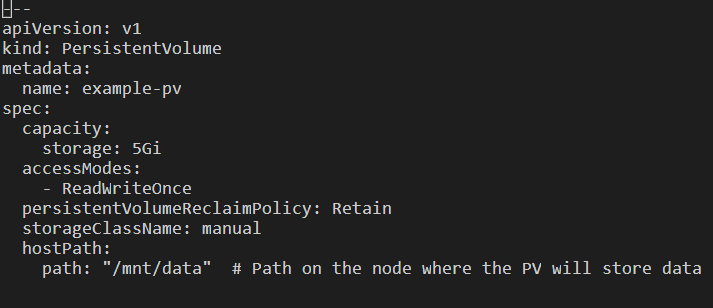 ---
apiVersion: v1
kind: PersistentVolume
metadata:
  name: example-pv
spec:
  capacity:
    storage: 5Gi
  accessModes:
    - ReadWriteOnce
  persistentVolumeReclaimPolicy: Retain
  storageClassName: manual
  hostPath:
    path: "/mnt/data"  # Path on the node where the PV will store data